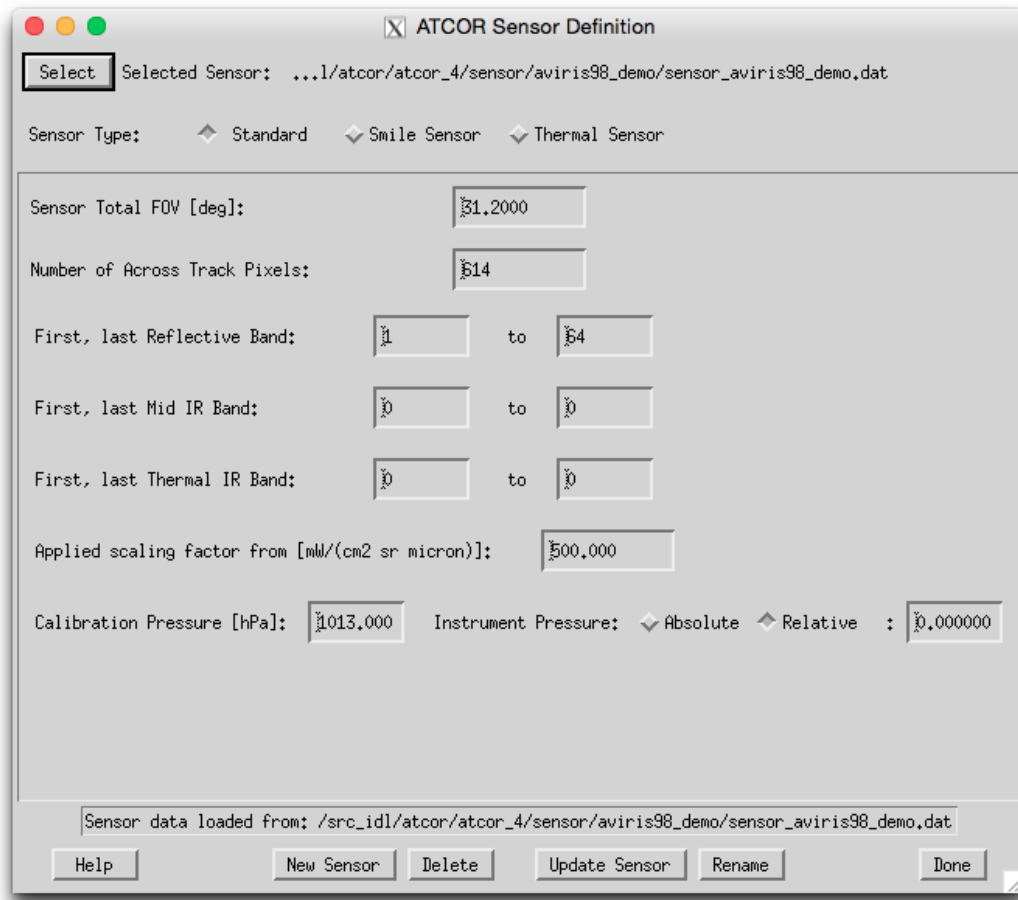 ATCOR Sensor Definition
Select Selected Sensor: ...l/atcor/atcor_4/sensor/aviris98_demo/sensor_aviris98_demo.dat
Sensor Type: Standard Smile Sensor Thermal Sensor
Sensor Total FOV [deg]: 31.2000
Number of Across Track Pixels: 614
First, last Reflective Band: 1 to 64
First, last Mid IR Band: 0 to 0
First, last Thermal IR Band: 0 to 0
Applied scaling factor from [mW/(cm2 sr micron)]: 500.000
Calibration Pressure [hPa]: 1013.000 Instrument Pressure: Absolute Relative : 0.000000
Sensor data loaded from: /src_idl/atcor/atcor_4/sensor/aviris98_demo/sensor_aviris98_demo.dat
Help New Sensor Delete Update Sensor Rename Done